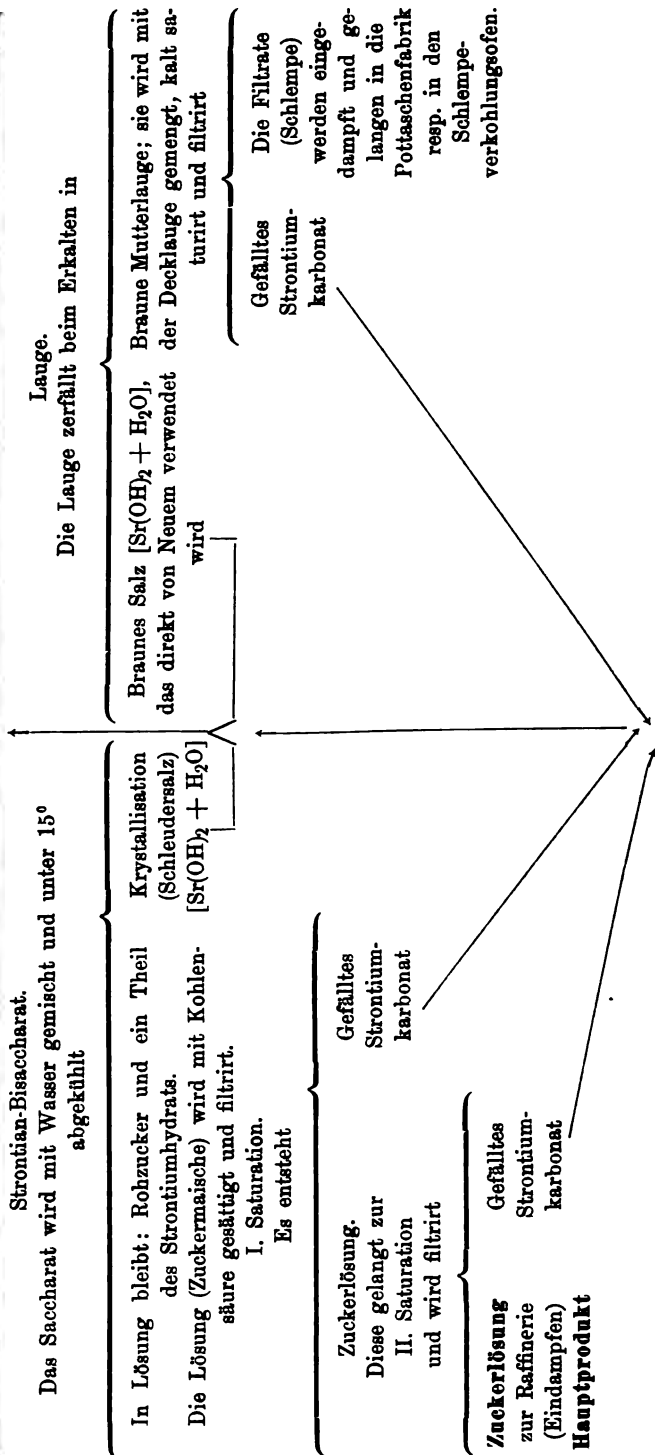 Strontian-Bisaccharat.
Das Saccharat wird mit Wasser gemischt und unter 15°
abgekühlt
In Lösung bleibt: Rohzucker und ein Theil
des Strontiumhydrats.
Die Lösung (Zuckermaische) wird mit Kohlen-
säure gesättigt und filtrirt.
I. Saturation.
Es entsteht
Zuckerlösung.
Diese gelangt zur
II. Saturation
und wird filtrirt
Zuckerlösung
zur Raffinerie
(Eindampfen)
Hauptprodukt
Gefälltes
Strontium-
karbonat
Gefälltes
Strontium-
karbonat
Krystallisation
(Schleudersalz)
[Sr(OH)₂ + H₂O]
Lauge.
Die Lauge zerfällt beim Erkalten in
Braunes Salz [Sr(OH)₂ + H₂O],
das direkt von Neuem verwendet
wird
Braune Mutterlauge; sie wird mit
der Decklauge gemengt, kalt sa-
turirt und filtrirt
Gefälltes
Strontium-
karbonat
Die Filtrate
(Schlempe)
werden einge-
dampft und ge-
langen in die
Pottaschenfabrik
resp. in den
Schlempe-
verkohlungsofen.